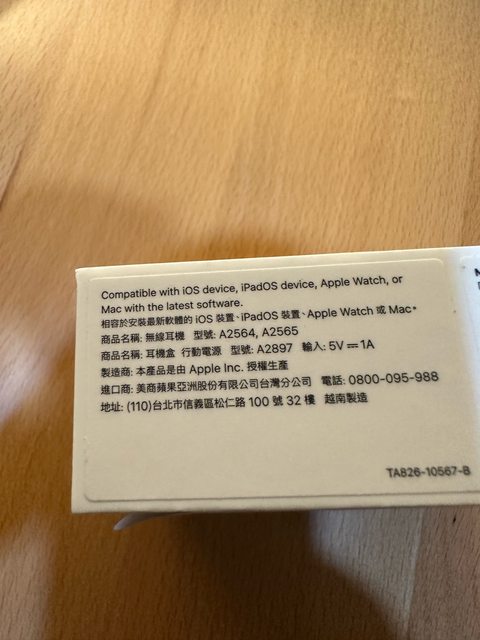 Compatible with iOS device, iPadOS device, Apple Watch, or
Mac with the latest software.
相容於安裝最新軟體的 iOS 裝置、iPadOS 裝置、Apple Watch 或 Mac*
商品名稱: 無線耳機 型號: A2564, A2565
商品名稱: 耳機盒 行動電源 型號: A2897 輸入: 5V⎓1A
製造商: 本產品是由 Apple Inc. 授權生產
進口商: 美商蘋果亞洲股份有限公司台灣分公司 電話: 0800-095-988
地址: (110)台北市信義區松仁路 100 號 32 樓 越南製造
TA826-10567-B